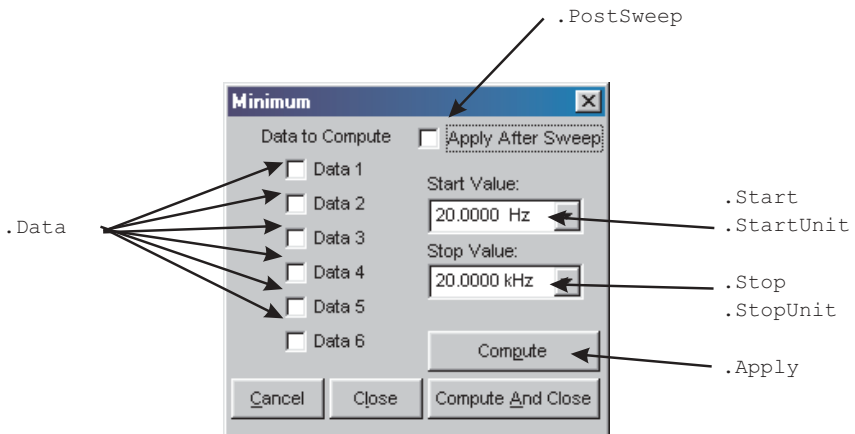 .PostSweep
Minimum
Data to Compute
Apply After Sweep
Data 1
Data 2
Data 3
Data 4
Data 5
Data 6
.Data
Start Value:
20.0000 Hz
.Start
.StartUnit
Stop Value:
20.0000 kHz
.Stop
.StopUnit
Compute
.Apply
Cancel
Close
Compute And Close